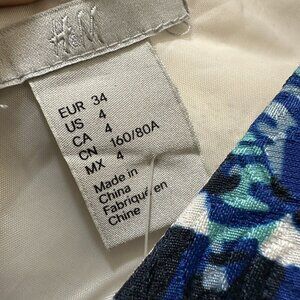 H&M
EUR 34
US 4
CA 4
CN 160/80A
MX 4
Made in
China
Fabriqué en
Chine